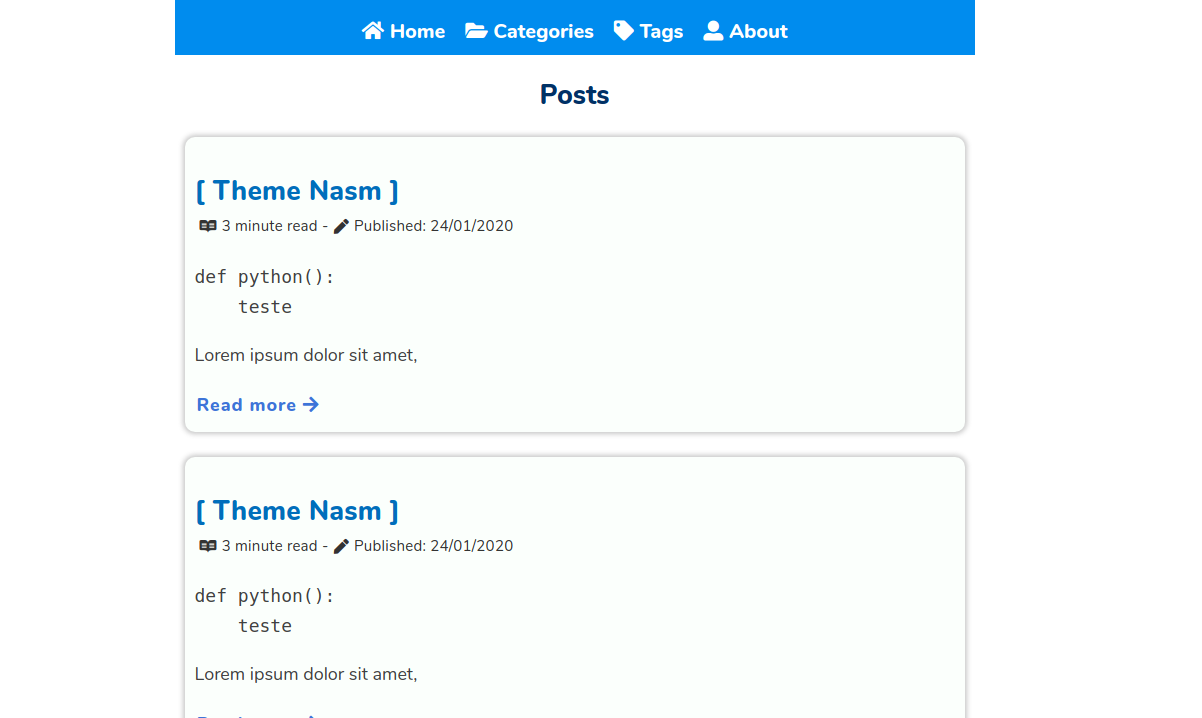 Home Categories Tags About
Posts
[ Theme Nasm ]
3 minute read - Published: 24/01/2020
def python():
    teste
Lorem ipsum dolor sit amet,
Read more
[ Theme Nasm ]
3 minute read - Published: 24/01/2020
def python():
    teste
Lorem ipsum dolor sit amet,